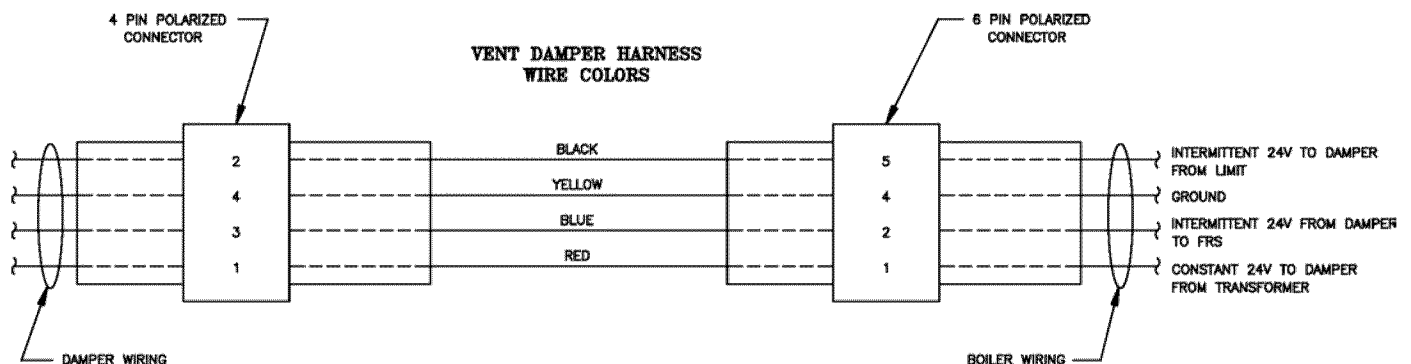 4 PIN POLARIZED
CONNECTOR
6 PIN POLARIZED
CONNECTOR
VENT DAMPER HARNESS
WIRE COLORS
2
BLACK
5
INTERMITTENT 24V TO DAMPER
FROM LIMIT
4
YELLOW
4
GROUND
3
BLUE
2
INTERMITTENT 24V FROM DAMPER
TO FRS
1
RED
1
CONSTANT 24V TO DAMPER
FROM TRANSFORMER
DAMPER WIRING
BOILER WIRING